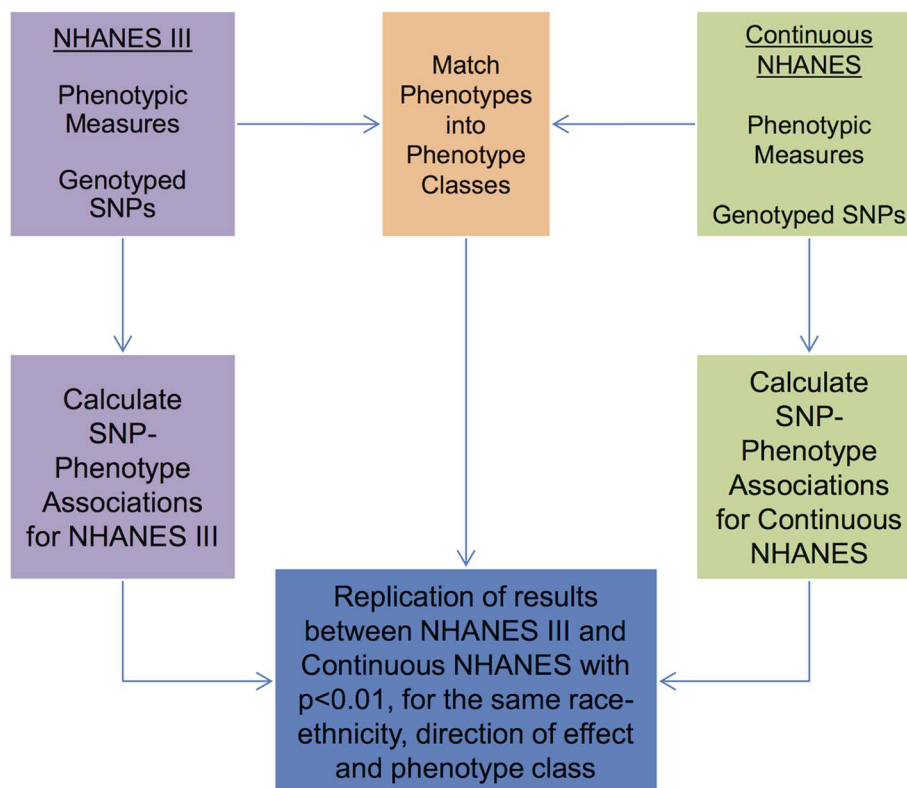 NHANES III
Phenotypic
Measures
Genotyped
SNPs
Match
Phenotypes
into
Phenotype
Classes
Continuous
NHANES
Phenotypic
Measures
Genotyped SNPs
Calculate
SNP-
Phenotype
Associations
for NHANES III
Calculate
SNP-
Phenotype
Associations
for Continuous
NHANES
Replication of results
between NHANES III and
Continuous NHANES with
p<0.01, for the same race-
ethnicity, direction of effect
and phenotype class